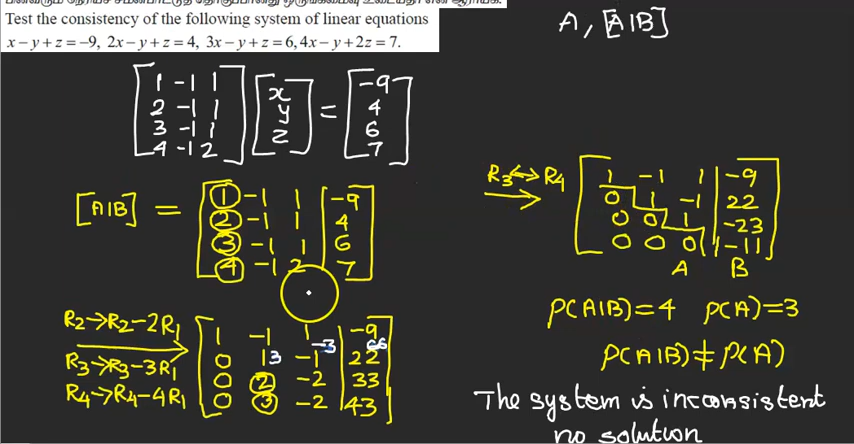 Test the consistency of the following system of linear equations
x – y + z = –9, 2x – y + z = 4, 3x – y + z = 6, 4x – y + 2z = 7.
A, [A|B]
[1 -1 1] [x] = [-9]
[2 -1 1] [y] [4]
[3 -1 1] [z] [6]
[4 -1 2] [7]
[A|B] = [1 -1 1 | -9]
[2 -1 1 | 4]
[3 -1 1 | 6]
[4 -1 2 | 7]
R2→R2-2R1
R3→R3-3R1
R4→R4-4R1
[1 -1 1 | -9]
[0 1 3 -1 -3 | 22 66]
[0 2 -2 | 33]
[0 3 -2 | 43]
R3↔R4
[1 -1 1 | -9]
[0 1 -1 | 22]
[0 0 1 | -23]
[0 0 0 | -11]
A B
ρ(A|B)=4 ρ(A)=3
ρ(A|B)≠ρ(A)
The system is inconsistent
no solution